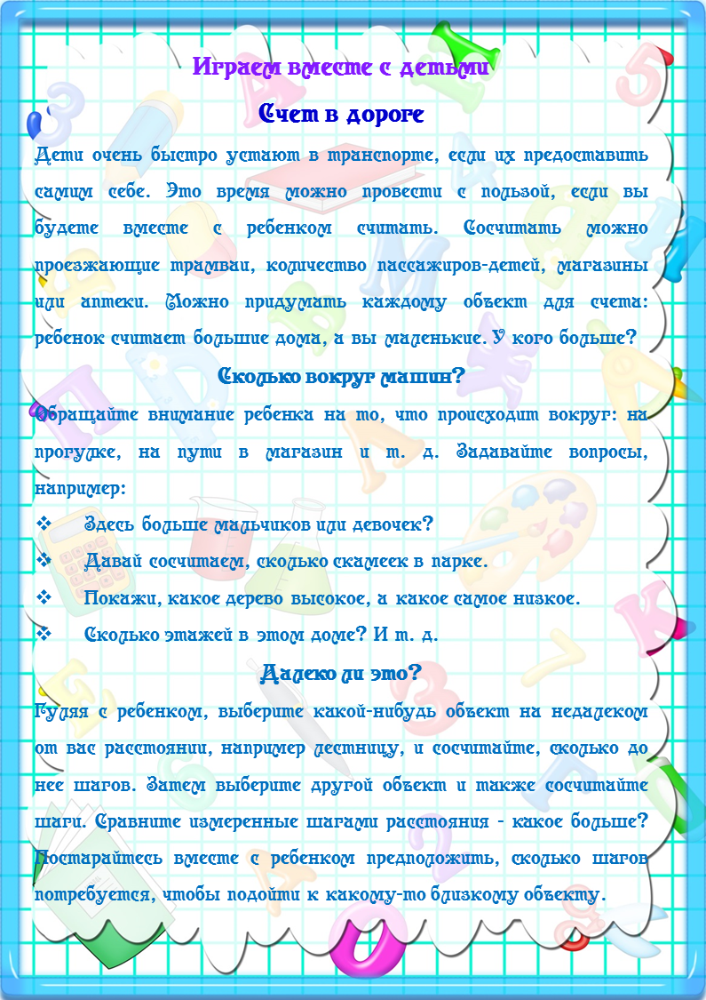 Играем вместе с детьми
Счет в дороге
Дети очень быстро устают в транспорте, если их предоставить
самим себе. Это время можно провести с пользой, если вы
будете вместе с ребенком считать. Сосчитать можно
проезжающие трамваи, количество пассажиров-детей, магазины
или аптеки. Можно придумать каждому объект для счета:
ребенок считает большие дома, а вы маленькие. У кого больше?
Сколько вокруг машин?
Обращайте внимание ребенка на то, что происходит вокруг: на
прогулке, на пути в магазин и т. д. Задавайте вопросы,
например:
❖ Здесь больше мальчиков или девочек?
❖ Давай сосчитаем, сколько скамеек в парке.
❖ Покажи, какое дерево высокое, а какое самое низкое.
❖ Сколько этажей в этом доме? И т. д.
Далеко ли это?
Гуляя с ребенком, выберите какой-нибудь объект на недалеком
от вас расстоянии, например лестницу, и сосчитайте, сколько до
нее шагов. Затем выберите другой объект и также сосчитайте
шаги. Сравните измеренные шагами расстояния - какое больше?
Постарайтесь вместе с ребенком предположить, сколько шагов
потребуется, чтобы подойти к какому-то близкому объекту.